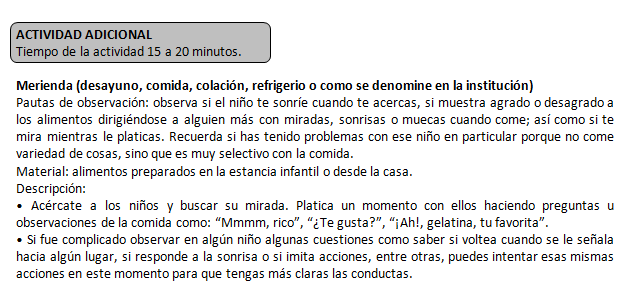 ACTIVIDAD ADICIONAL
Tiempo de la actividad 15 a 20 minutos.
Merienda (desayuno, comida, colación, refrigerio o como se denomine en la institución)
Pautas de observación: observa si el niño te sonríe cuando te acercas, si muestra agrado o desagrado a
los alimentos dirigiéndose a alguien más con miradas, sonrisas o muecas cuando come; así como si te
mira mientras le platicas. Recuerda si has tenido problemas con ese niño en particular porque no come
variedad de cosas, sino que es muy selectivo con la comida.
Material: alimentos preparados en la estancia infantil o desde la casa.
Descripción:
• Acércate a los niños y buscar su mirada. Platica un momento con ellos haciendo preguntas u
observaciones de la comida como: “Mmmm, rico”, “¿Te gusta?”, “¡Ah!, gelatina, tu favorita”.
• Si fue complicado observar en algún niño algunas cuestiones como saber si voltea cuando se le señala
hacia algún lugar, si responde a la sonrisa o si imita acciones, entre otras, puedes intentar esas mismas
acciones en este momento para que tengas más claras las conductas.